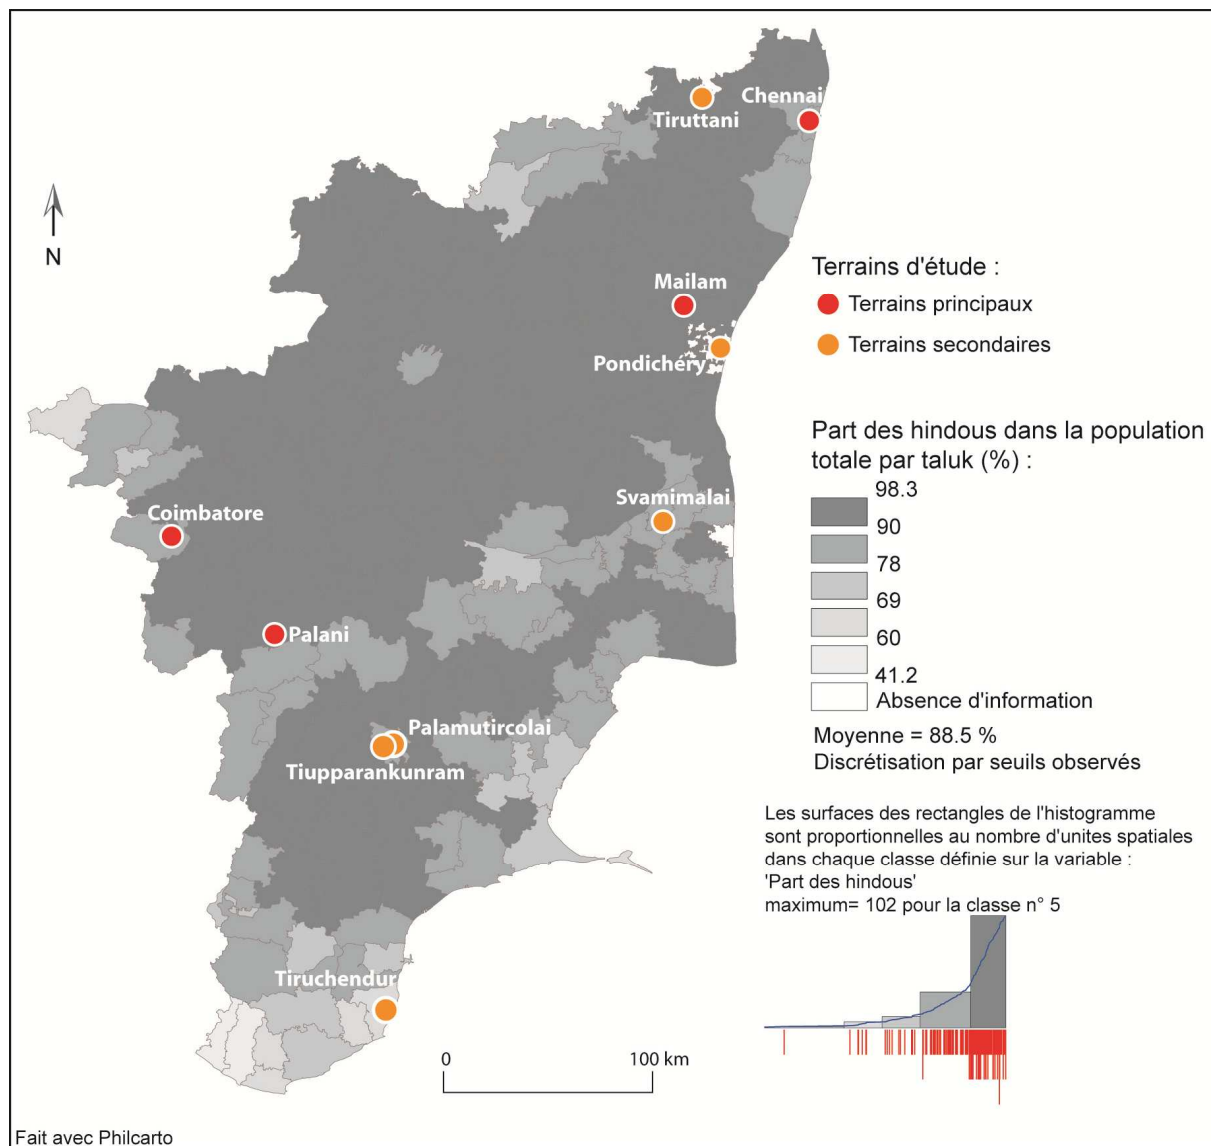 Chennai
Tiruttani
N
Mailam
Pondichéry
Terrains d'étude :
Terrains principaux
Terrains secondaires
Part des hindous dans la population
totale par taluk (%) :
98.3
90
78
69
60
41.2
Absence d'information
Moyenne = 88.5 %
Discrétisation par seuils observés
Svamimalai
Coimbatore
Palani
Palamutircolai
Tiupparankunram
Tiruchendur
Les surfaces des rectangles de l'histogramme
sont proportionnelles au nombre d'unites spatiales
dans chaque classe définie sur la variable :
'Part des hindous'
maximum= 102 pour la classe n° 5
0 100 km
Fait avec Philcarto